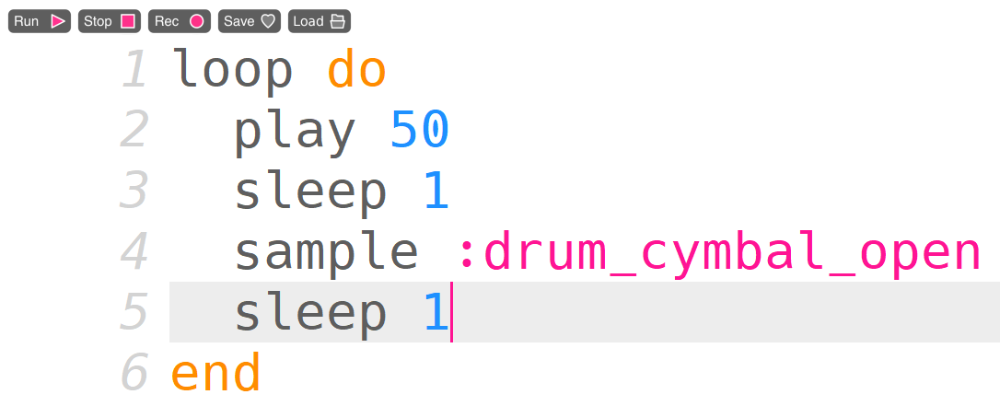 Run Stop Rec Save Load
1 loop do
2   play 50
3   sleep 1
4   sample :drum_cymbal_open
5   sleep 1
6 end